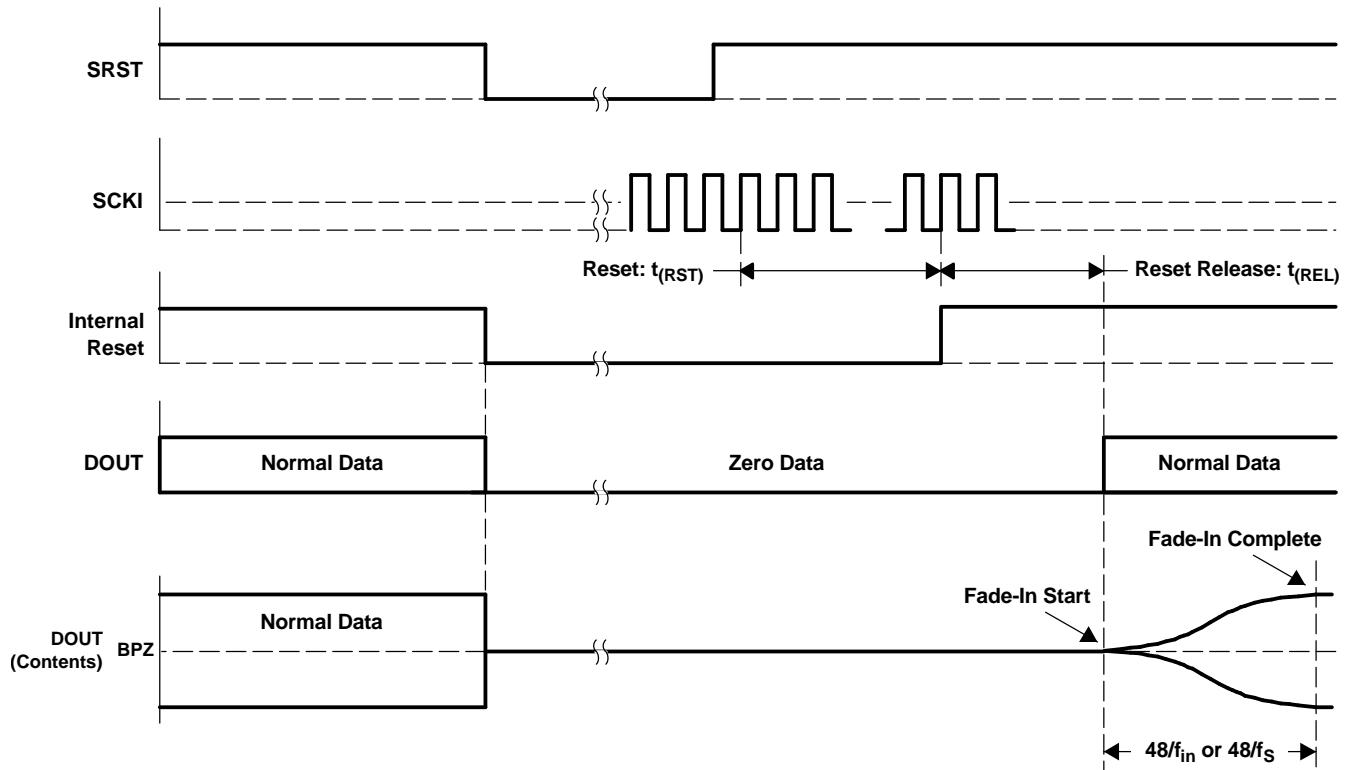 SRST
SCKI
Reset: t(RST)
Reset Release: t(REL)
Internal
Reset
DOUT
Normal Data
Zero Data
Normal Data
Fade-In Complete
Fade-In Start
Normal Data
DOUT
(Contents)
BPZ
48/fin or 48/fS